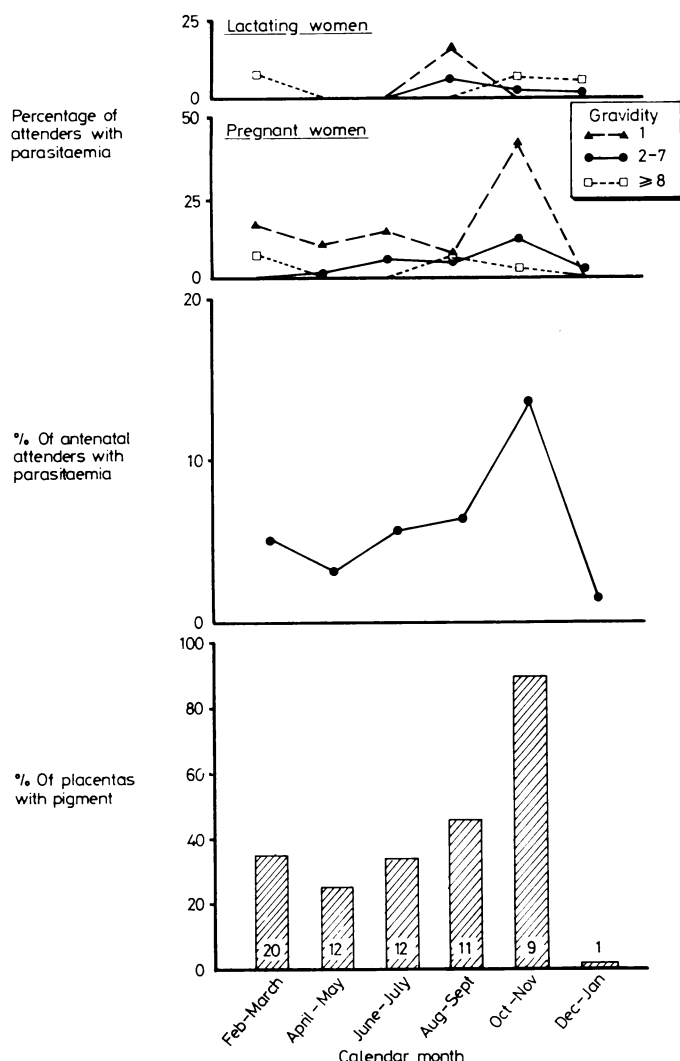 25
Lactating women
0
Percentage of
attenders with
parasitaemia
50
Pregnant women
25
0
Gravidity
1
2-7
≥8
20
% Of antenatal
attenders with
parasitaemia
10
0
100
80
% Of placentas
with pigment
60
40
20
0
20
12
12
11
9
1
Feb-March
April-May
June-July
Aug-Sept
Oct-Nov
Dec-Jan
Calendar month